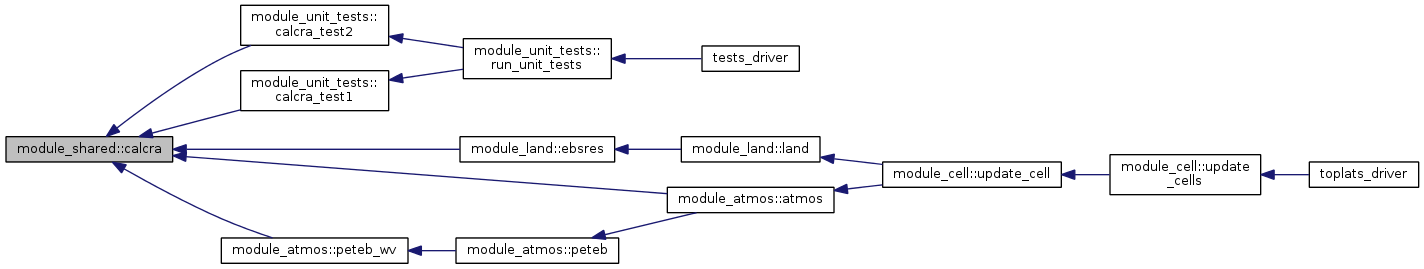 module_unit_tests::
calcra_test2
module_unit_tests::
run_unit_tests
tests_driver
module_unit_tests::
calcra_test1
module_shared::calcra
module_land::ebsres
module_land::land
module_cell::update_cell
module_cell::update
_cells
toplats_driver
module_atmos::atmos
module_atmos::peteb_wv
module_atmos::peteb